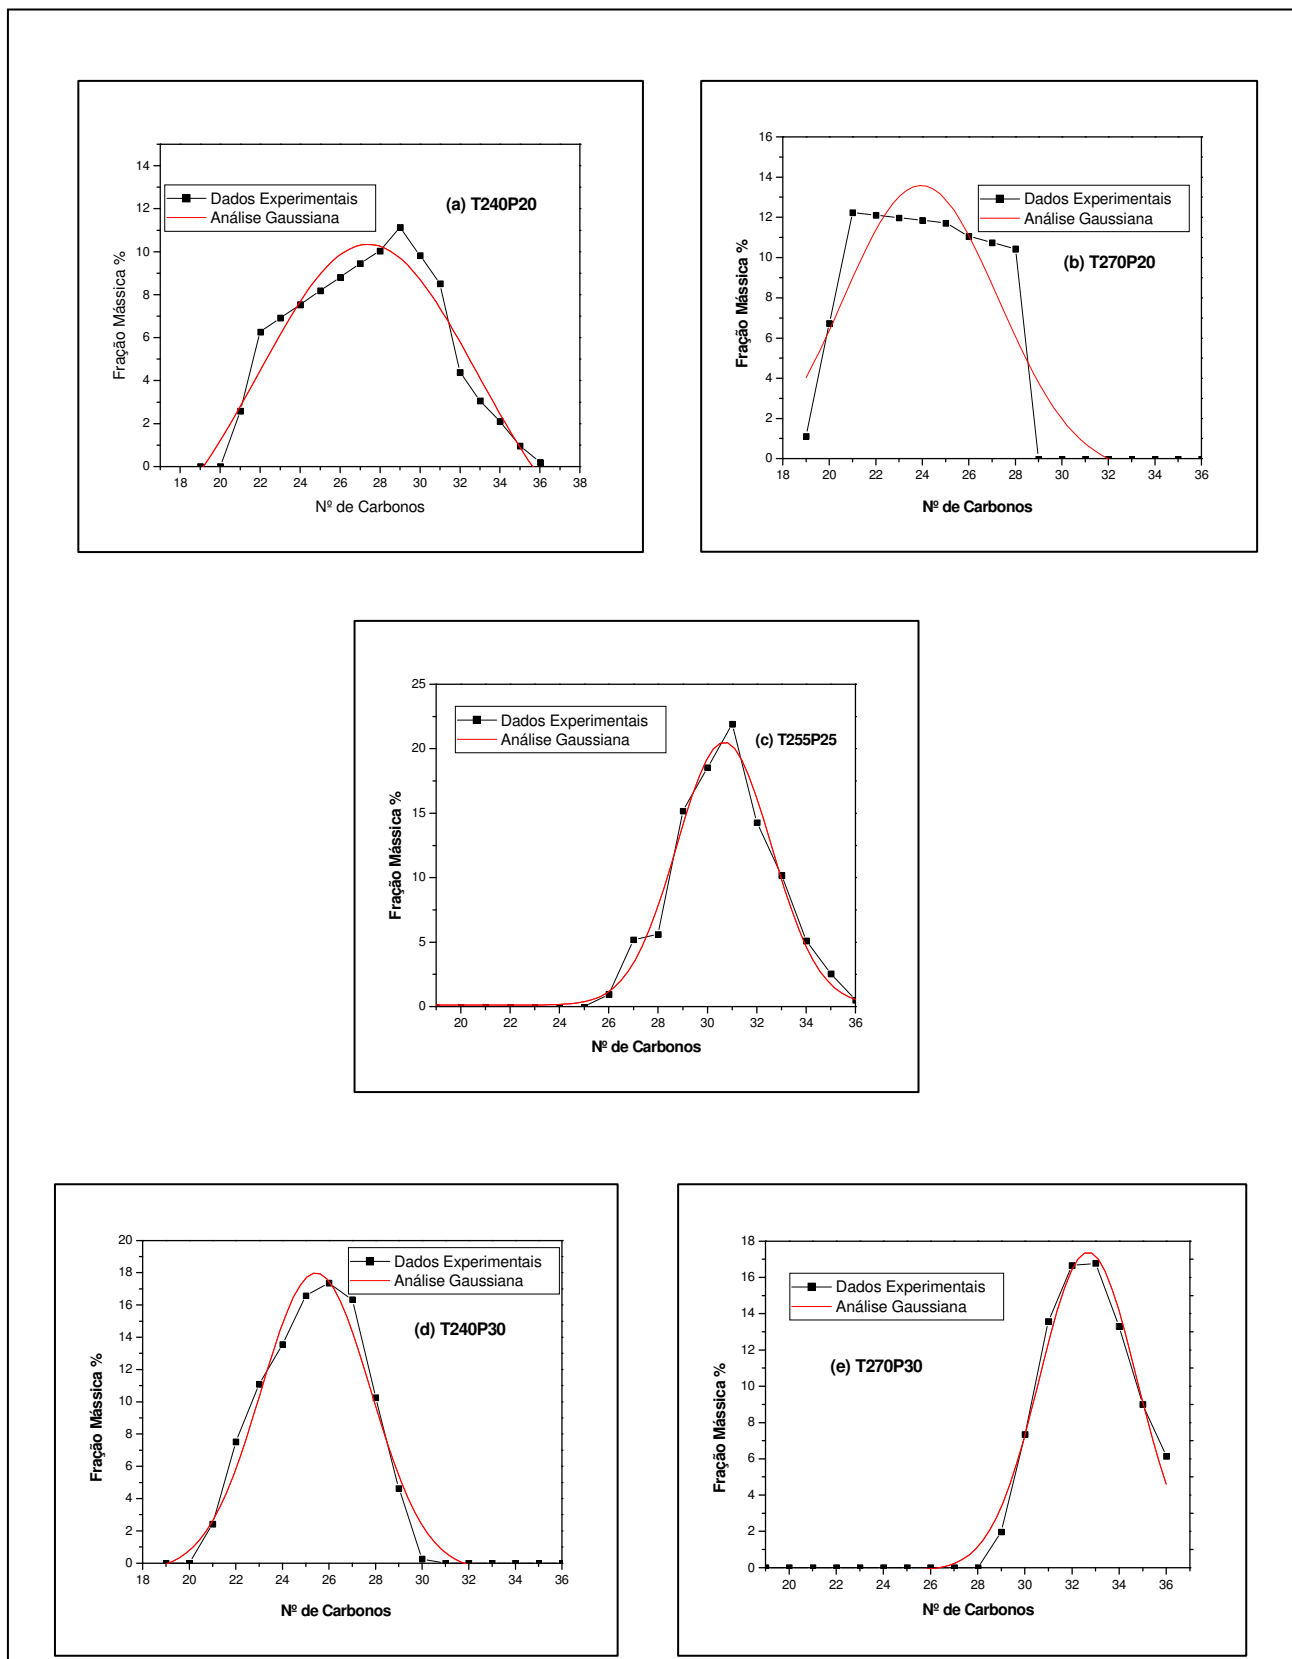 14
12
10
8
6
4
2
0
Fração Mássica %
Dados Experimentais
Análise Gaussiana
(a) T240P20
18 20 22 24 26 28 30 32 34 36 38
Nº de Carbonos
16
14
12
10
8
6
4
2
0
Fração Mássica %
Dados Experimentais
Análise Gaussiana
(b) T270P20
18 20 22 24 26 28 30 32 34 36
Nº de Carbonos
25
20
15
10
5
0
Fração Mássica %
Dados Experimentais
Análise Gaussiana
(c) T255P25
20 22 24 26 28 30 32 34 36
Nº de Carbonos
20
18
16
14
12
10
8
6
4
2
0
Fração Mássica %
Dados Experimentais
Análise Gaussiana
(d) T240P30
18 20 22 24 26 28 30 32 34 36
Nº de Carbonos
18
16
14
12
10
8
6
4
2
0
Fração Mássica %
Dados Experimentais
Análise Gaussiana
(e) T270P30
20 22 24 26 28 30 32 34 36
Nº de Carbonos